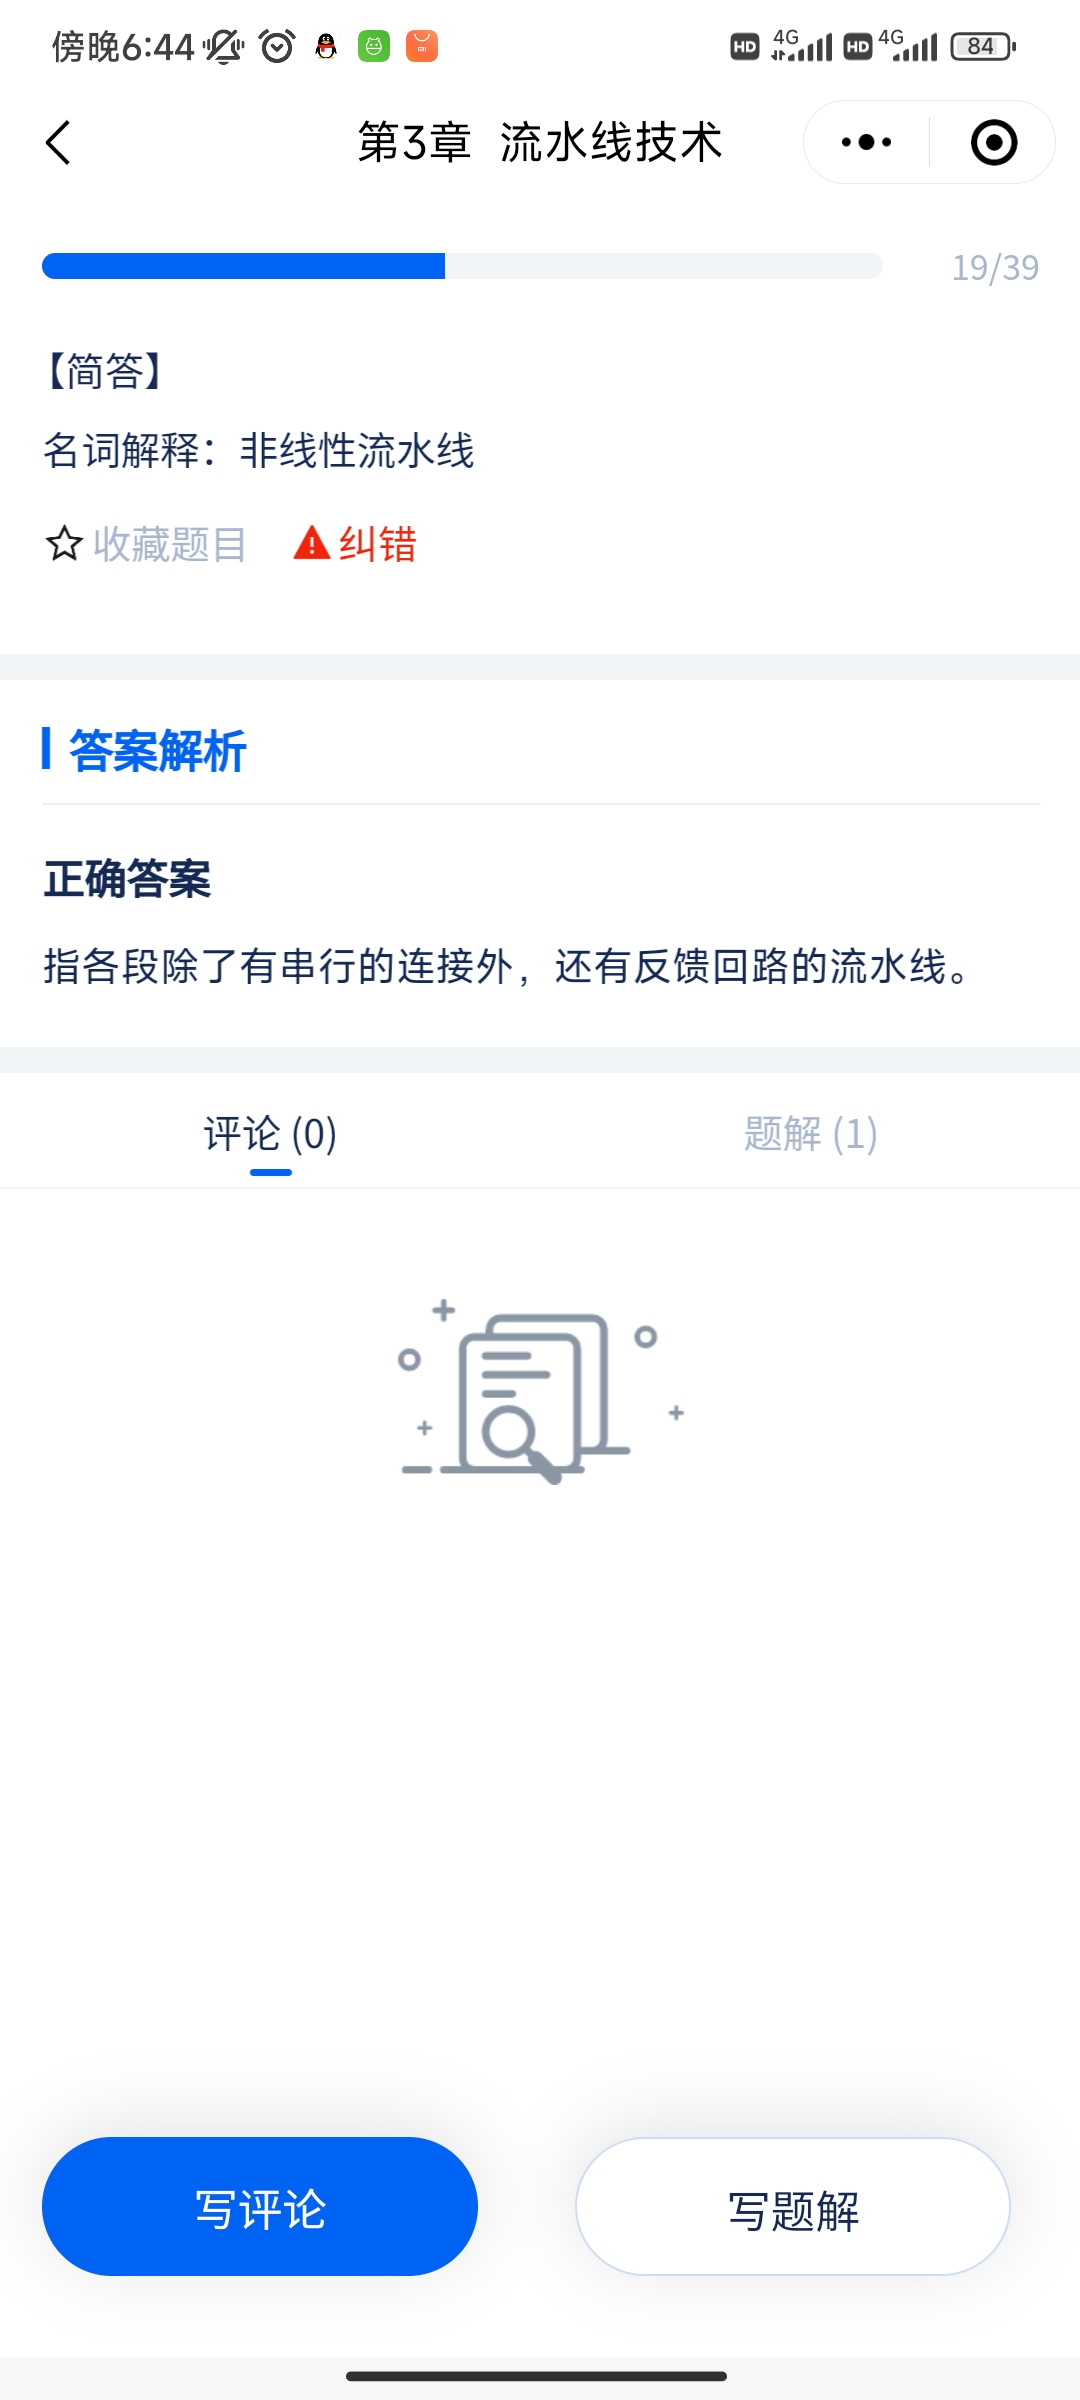 傍晚6:44
HD 4G HD 4G 84
第3章 流水线技术
19/39
【简答】
名词解释：非线性流水线
收藏题目 纠错
答案解析
正确答案
指各段除了有串行的连接外，还有反馈回路的流水线。
评论 (0) 题解 (1)
写评论 写题解